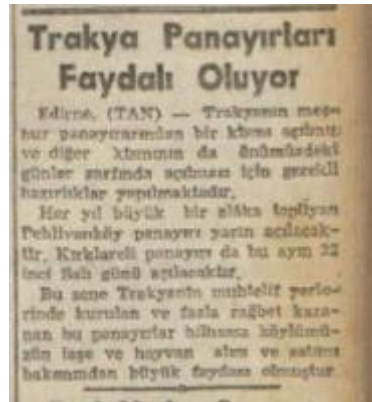 Trakya Panayırları
Faydalı Oluyor
Edirne, (TAN) — Trakyanın meş-
hur panayırlarından bir kısmı açılmış
ve diğer kısmının da önümüzdeki
günler zarfında açılması için gerekli
hazırlıklar yapılmaktadır.
Her yıl büyük bir alâka toplıyan
Pehlivanköy panayırı yarın açılacak-
tır. Kırklareli panayırı da bu ayın 22
inci Salı günü açılacaktır.
Bu sene Trakyanın muhtelif yerle-
rinde kurulan ve fazla rağbet kaza-
nan bu panayırlar bilhassa köylümü-
zün iaşe ve hayvan alım ve satımı
bakımından büyük faydası olmuştur